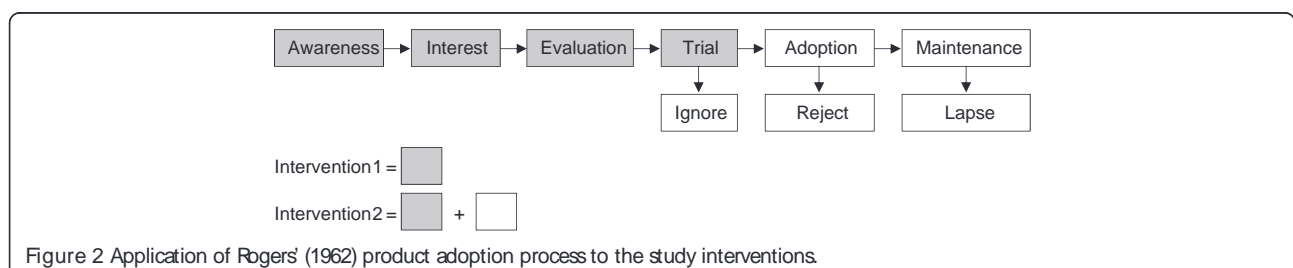 Awareness Interest Evaluation Trial Adoption Maintenance
Ignore Reject Lapse
Intervention1 =
Intervention2 = +
Figure 2 Application of Rogers' (1962) product adoption process to the study interventions.